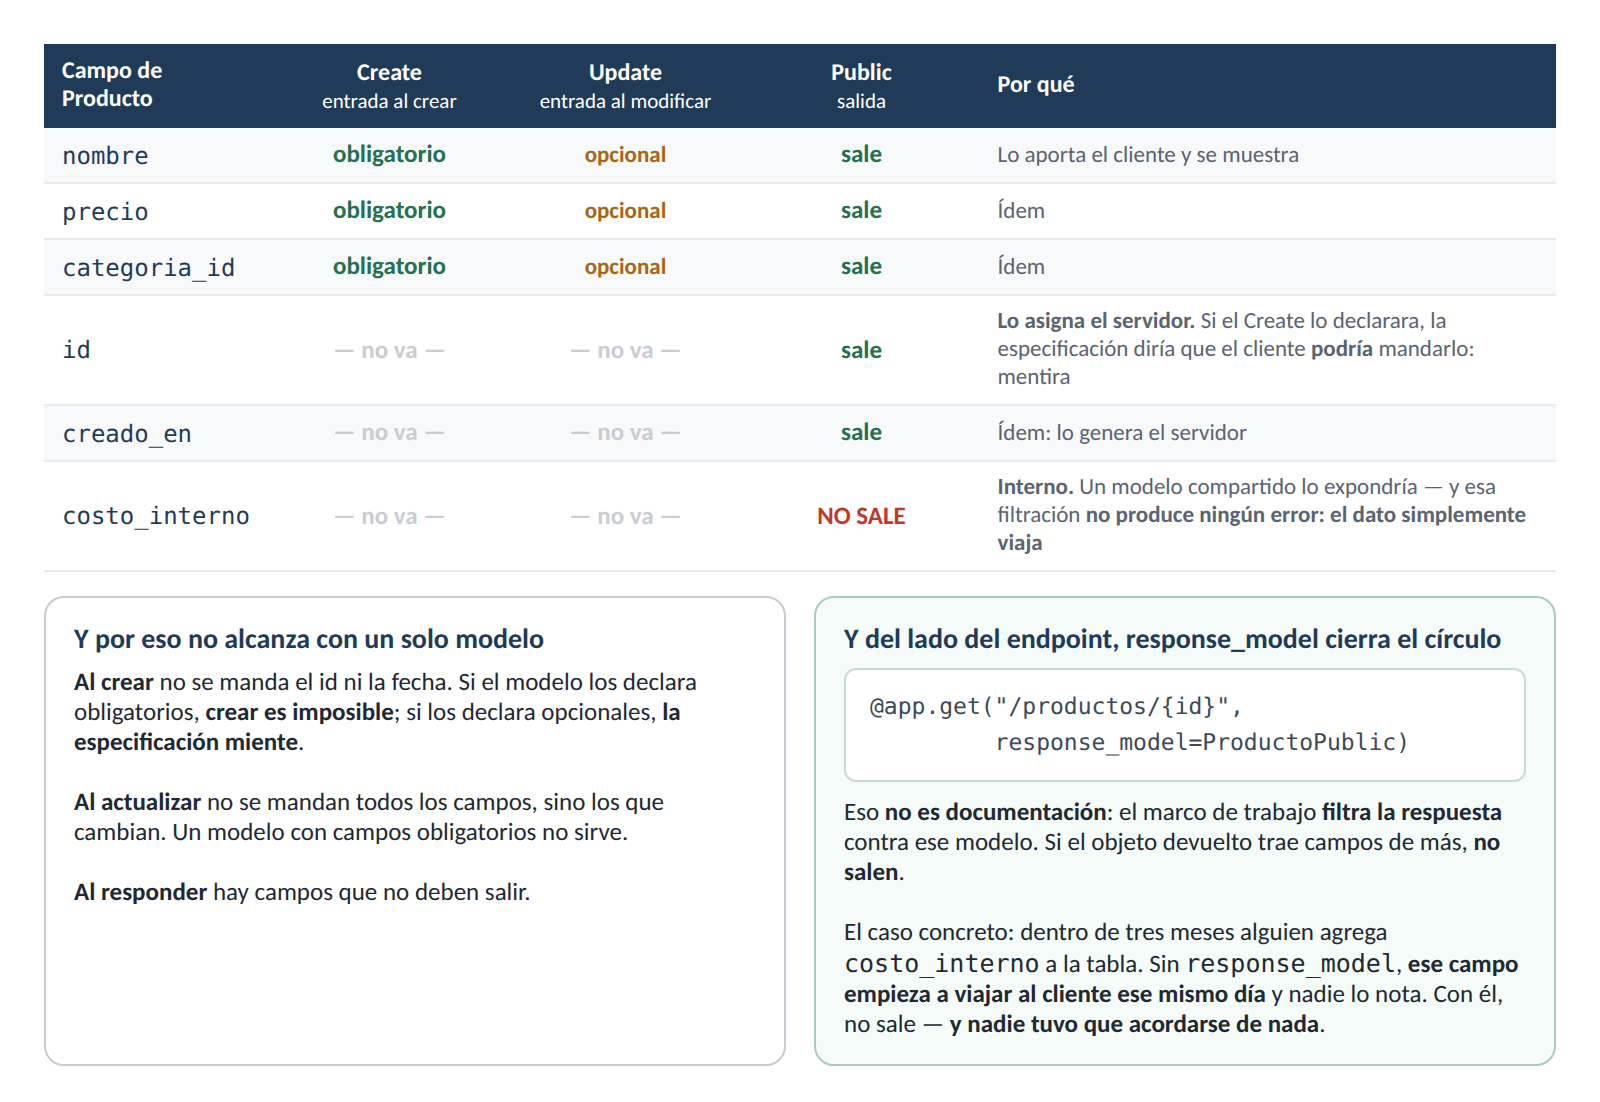 Campo de
Producto
Create
entrada al crear
Update
entrada al modificar
Public
salida
Por qué
nombre
obligatorio
opcional
sale
Lo aporta el cliente y se muestra
precio
obligatorio
opcional
sale
Ídem
categoria_id
obligatorio
opcional
sale
Ídem
id
— no va —
— no va —
sale
Lo asigna el servidor. Si el Create lo declarara, la
especificación diría que el cliente podría mandarlo:
mentira
creado_en
— no va —
— no va —
sale
Ídem: lo genera el servidor
costo_interno
— no va —
— no va —
NO SALE
Interno. Un modelo compartido lo expondría — y esa
filtración no produce ningún error: el dato simplemente
viaja
Y por eso no alcanza con un solo modelo
Al crear no se manda el id ni la fecha. Si el modelo los declara
obligatorios, crear es imposible; si los declara opcionales, la
especificación miente.
Al actualizar no se mandan todos los campos, sino los que
cambian. Un modelo con campos obligatorios no sirve.
Al responder hay campos que no deben salir.
Y del lado del endpoint, response_model cierra el círculo
@app.get("/productos/{id}",
response_model=ProductoPublic)
Eso no es documentación: el marco de trabajo filtra la respuesta
contra ese modelo. Si el objeto devuelto trae campos de más, no
salen.
El caso concreto: dentro de tres meses alguien agrega
costo_interno a la tabla. Sin response_model, ese campo
empieza a viajar al cliente ese mismo día y nadie lo nota. Con él,
no sale — y nadie tuvo que acordarse de nada.